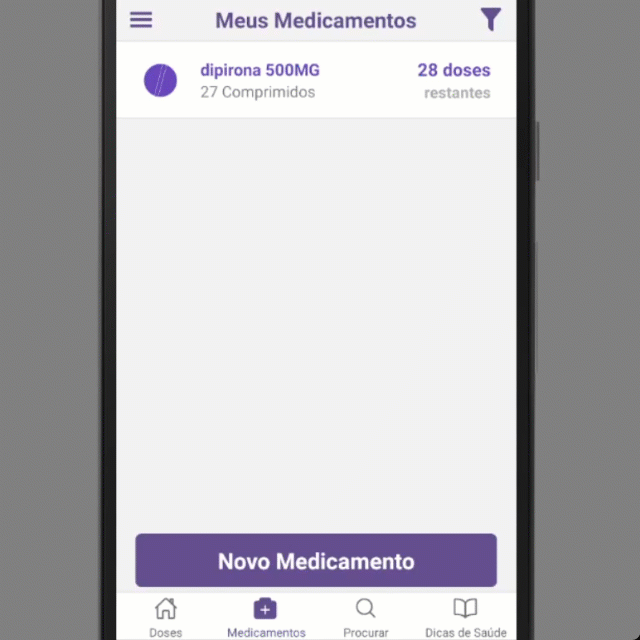 Meus Medicamentos
dipirona 500MG
27 Comprimidos
28 doses
restantes
Novo Medicamento
Doses
Medicamentos
Procurar
Dicas de Saúde